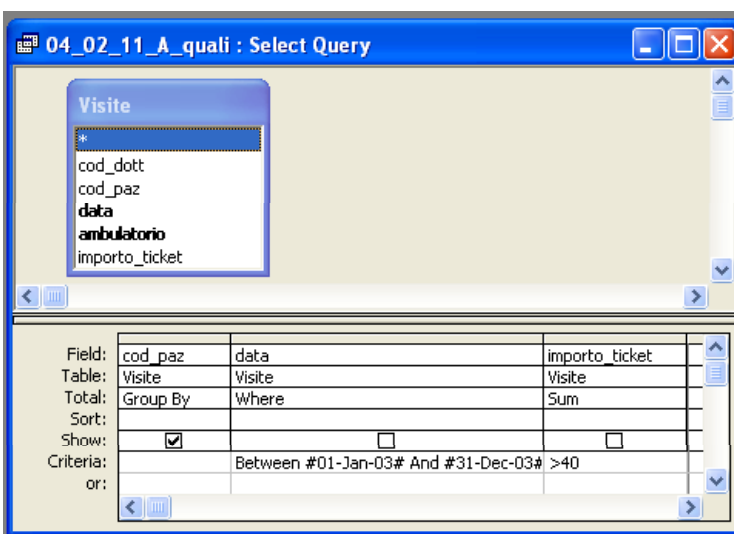 04_02_11_A_quali : Select Query
Visite
*
cod_dott
cod_paz
data
ambulatorio
importo_ticket
Field: cod_paz data importo_ticket
Table: Visite Visite Visite
Total: Group By Where Sum
Sort:
Show:
Criteria: Between #01-Jan-03# And #31-Dec-03# >40
or: